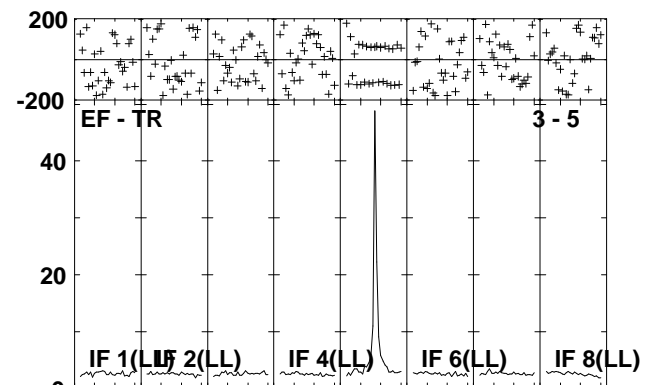 200
-200
EF - TR 3 - 5
40
20
IF 1(LL) IF 2(LL) IF 4(LL) IF 6(LL) IF 8(LL)
0